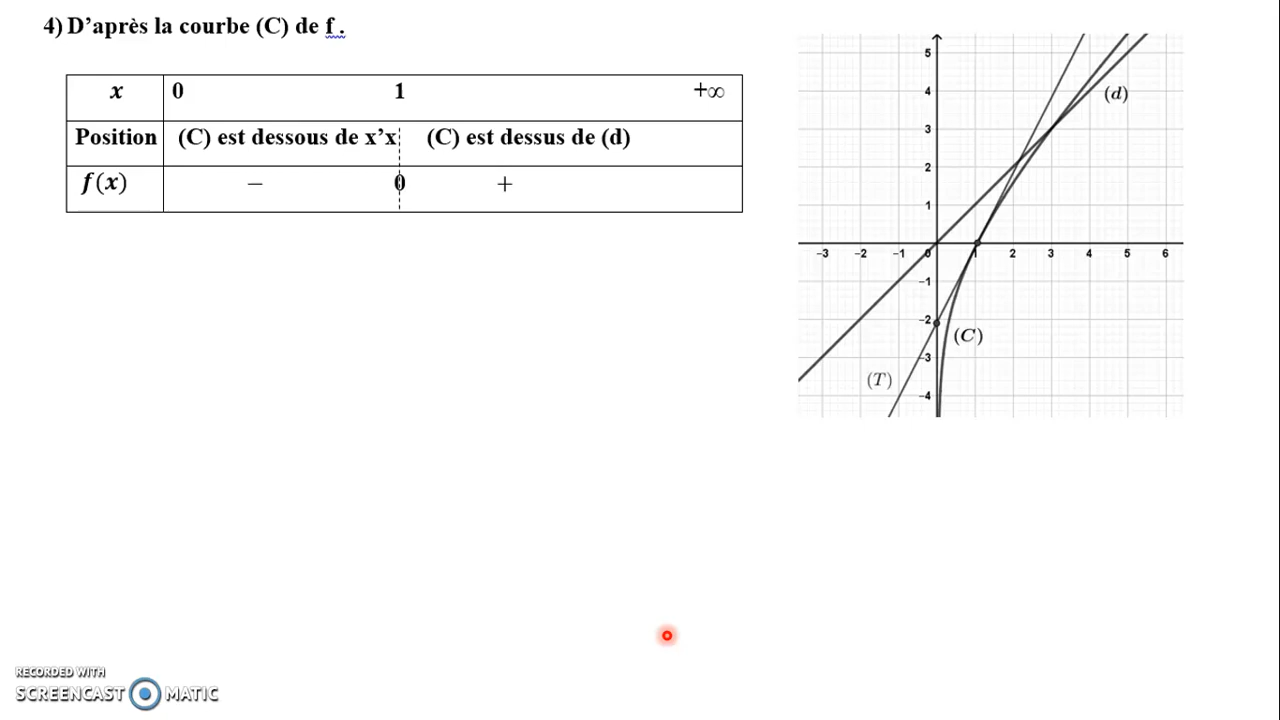 4) D'après la courbe (C) de f .
x 0 1 +∞
Position (C) est dessous de x'x (C) est dessus de (d)
f(x) − 0 +
5
4
(d)
3
2
1
−3 −2 −1 0 1 2 3 4 5 6
−1
−2
(C)
−3
(T)
−4
RECORDED WITH
SCREENCAST MATIC